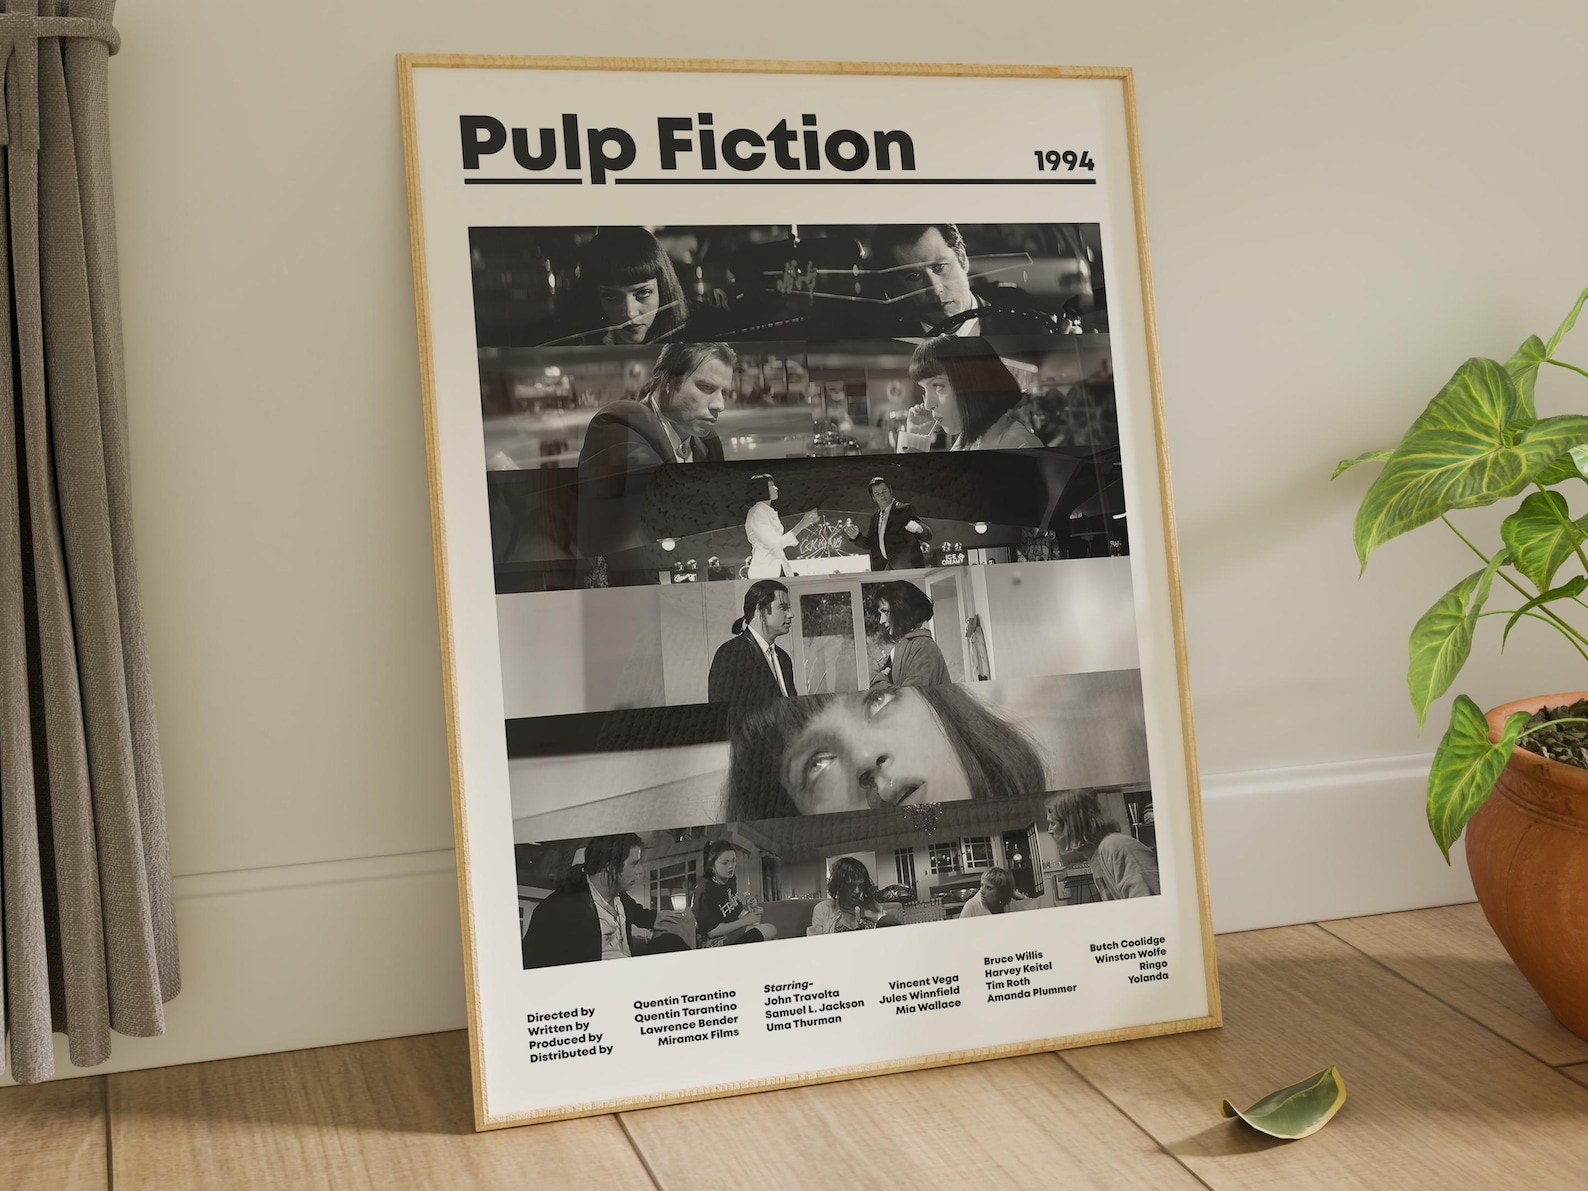 Pulp Fiction
1994
ICE
CREAM
Directed by
Written by
Produced by
Distributed by
Quentin Tarantino
Quentin Tarantino
Lawrence Bender
Miramax Films
Starring-
John Travolta
Samuel L. Jackson
Uma Thurman
Vincent Vega
Jules Winnfield
Mia Wallace
Bruce Willis
Harvey Keitel
Tim Roth
Amanda Plummer
Butch Coolidge
Winston Wolfe
Ringo
Yolanda